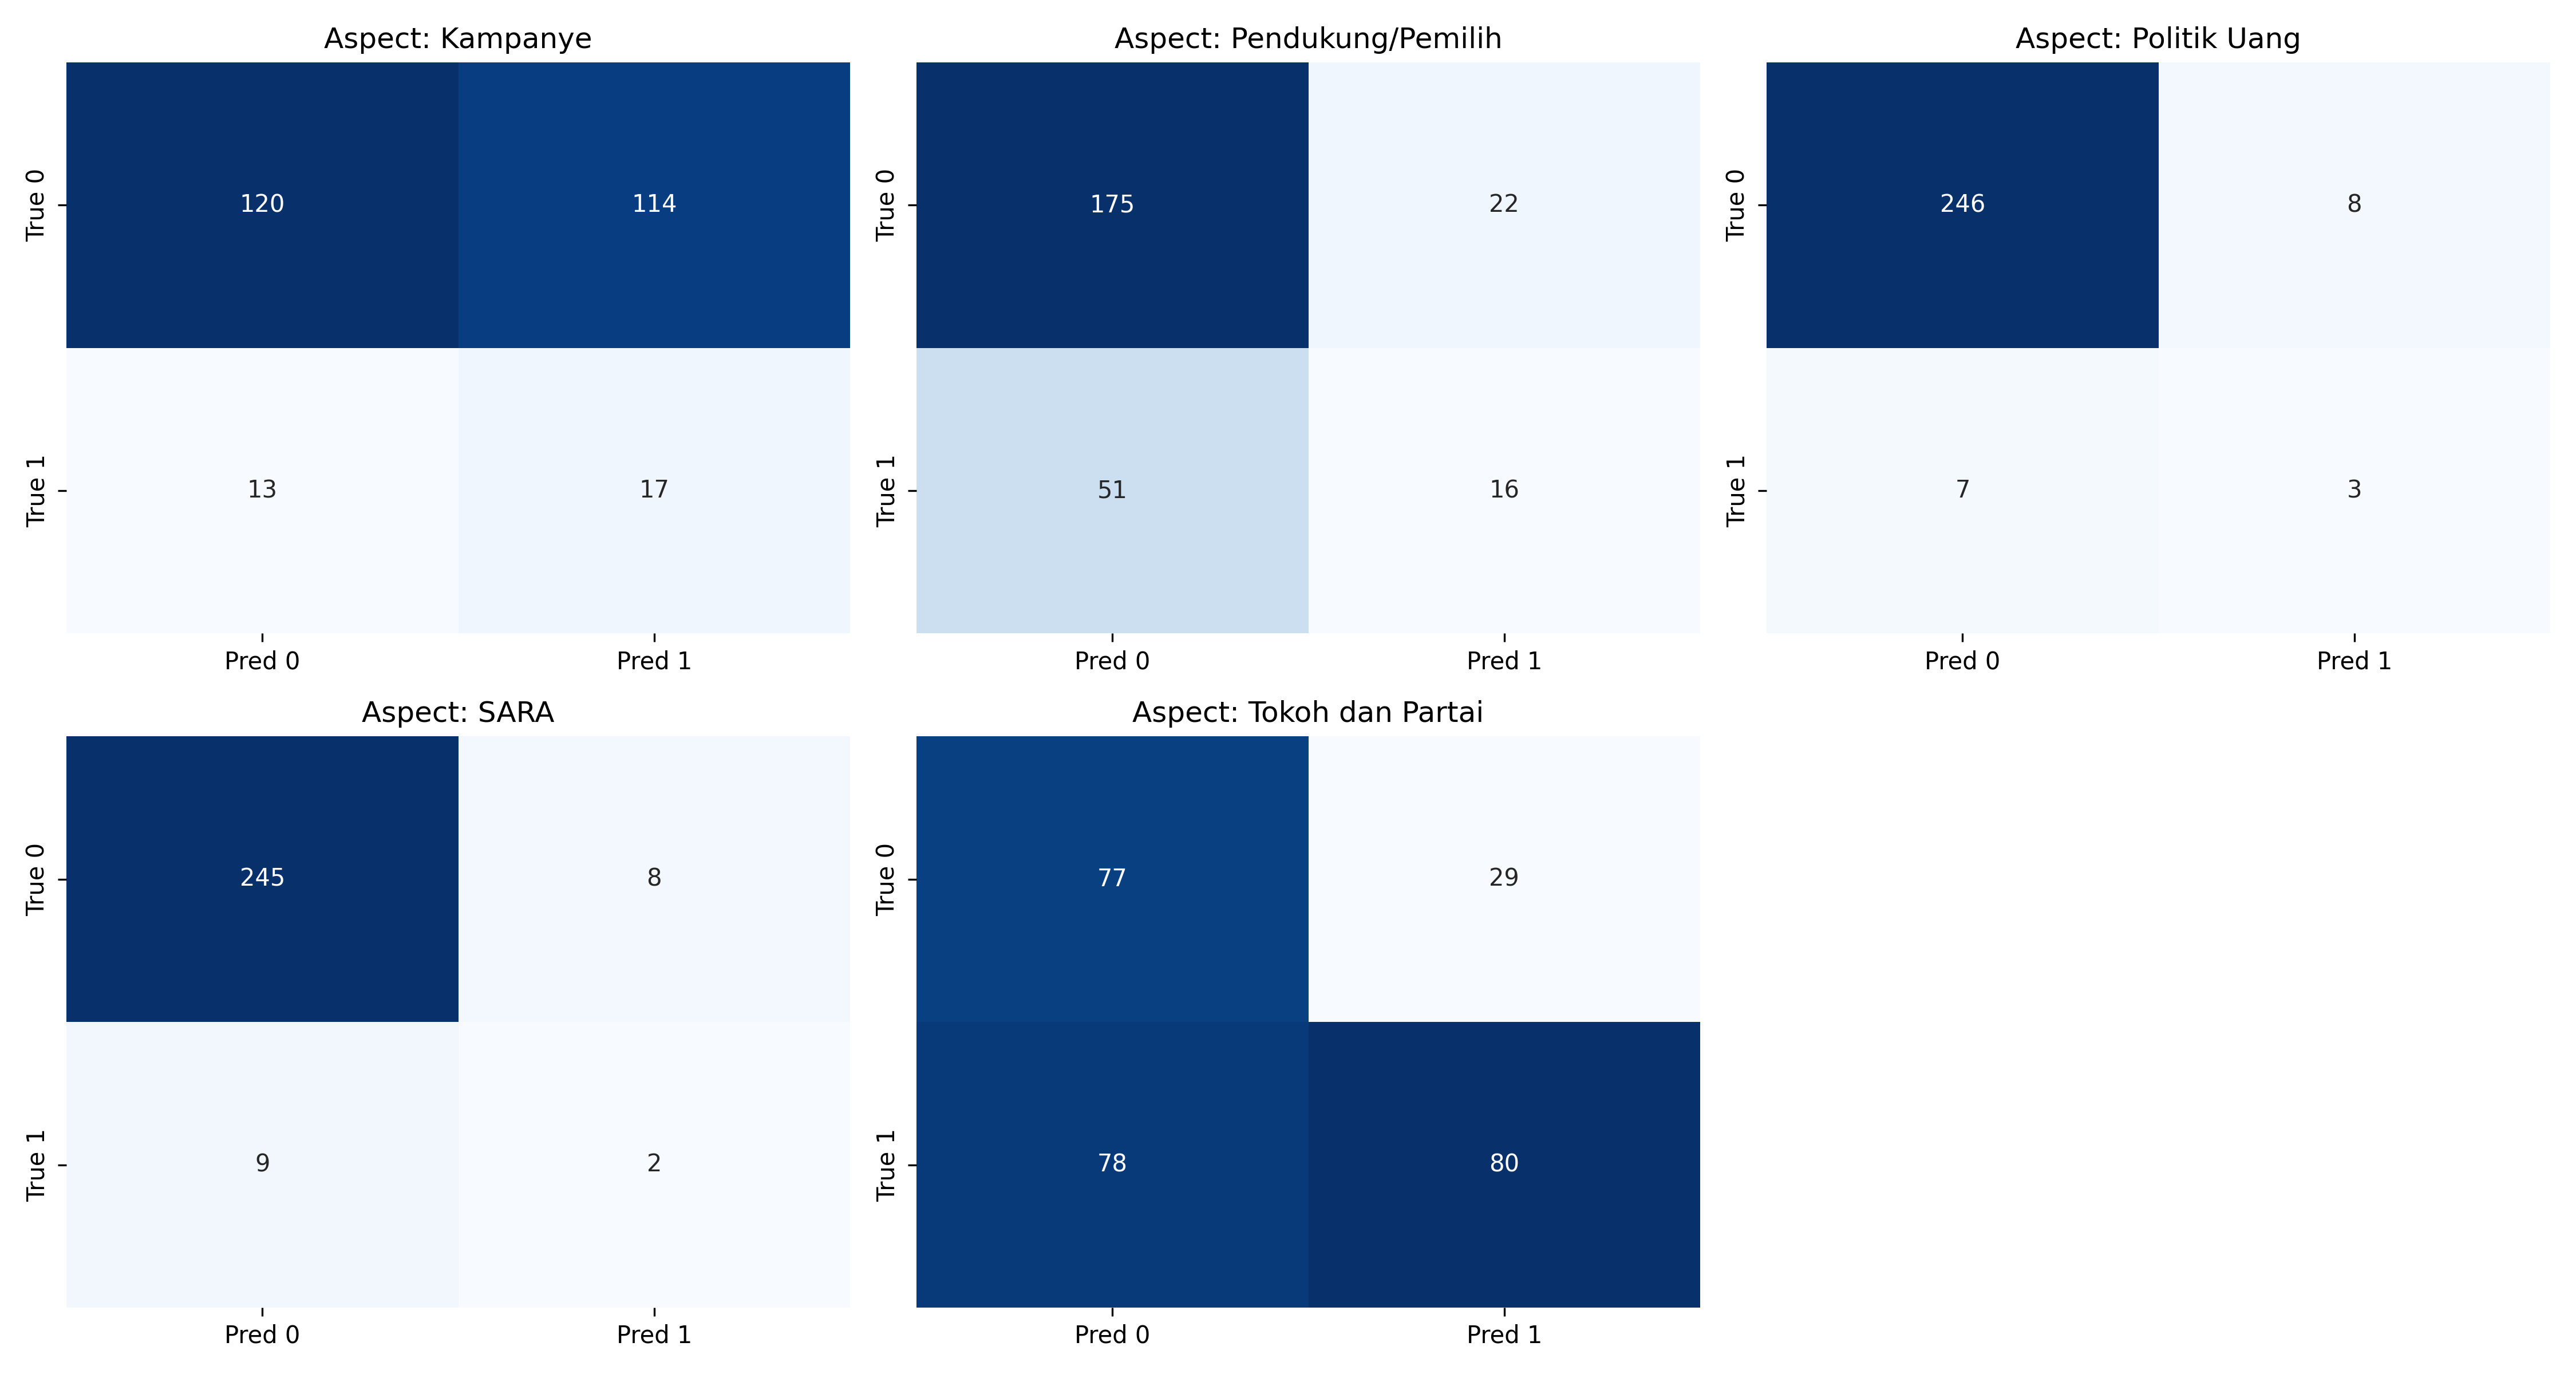 Aspect: Kampanye
True 0
120
114
True 1
13
17
Pred 0
Pred 1
Aspect: Pendukung/Pemilih
True 0
175
22
True 1
51
16
Pred 0
Pred 1
Aspect: Politik Uang
True 0
246
8
True 1
7
3
Pred 0
Pred 1
Aspect: SARA
True 0
245
8
True 1
9
2
Pred 0
Pred 1
Aspect: Tokoh dan Partai
True 0
77
29
True 1
78
80
Pred 0
Pred 1